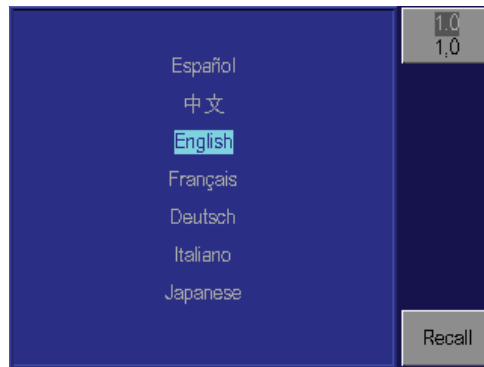 Español
中文
English
Français
Deutsch
Italiano
Japanese
1.0
1,0
Recall